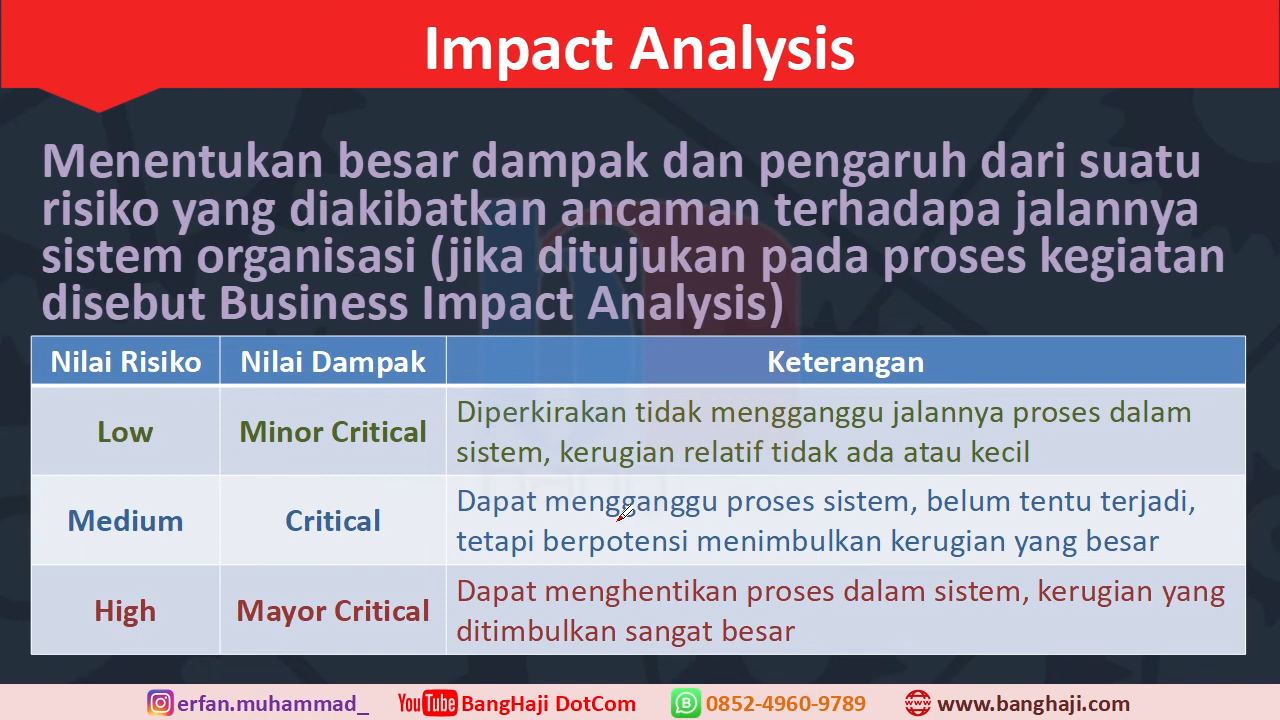 Impact Analysis
Menentukan besar dampak dan pengaruh dari suatu
risiko yang diakibatkan ancaman terhadapa jalannya
sistem organisasi (jika ditujukan pada proses kegiatan
disebut Business Impact Analysis)
Nilai Risiko Nilai Dampak Keterangan
Low Minor Critical Diperkirakan tidak mengganggu jalannya proses dalam
sistem, kerugian relatif tidak ada atau kecil
Medium Critical Dapat mengganggu proses sistem, belum tentu terjadi,
tetapi berpotensi menimbulkan kerugian yang besar
High Mayor Critical Dapat menghentikan proses dalam sistem, kerugian yang
ditimbulkan sangat besar
erfan.muhammad_ YouTube BangHaji DotCom B 0852-4960-9789 www www.banghaji.com